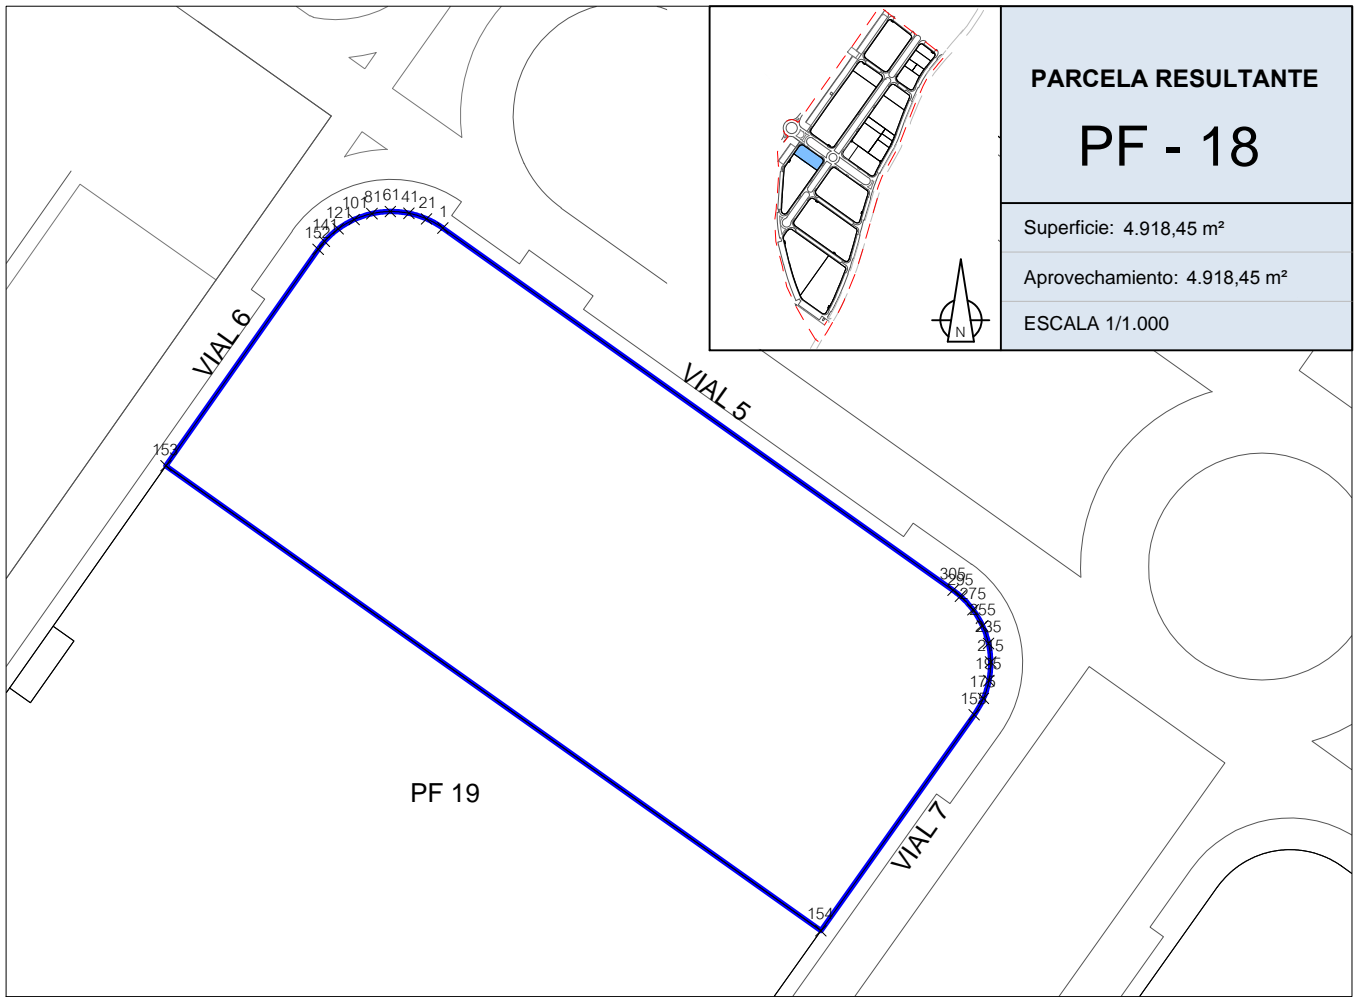 PARCELA RESULTANTE
PF - 18
Superficie: 4.918,45 m²
Aprovechamiento: 4.918,45 m²
ESCALA 1/1.000
N
1
21
41
61
81
101
121
141
152
VIAL 6
VIAL 5
153
305
295
275
255
235
215
195
175
155
PF 19
VIAL 7
154